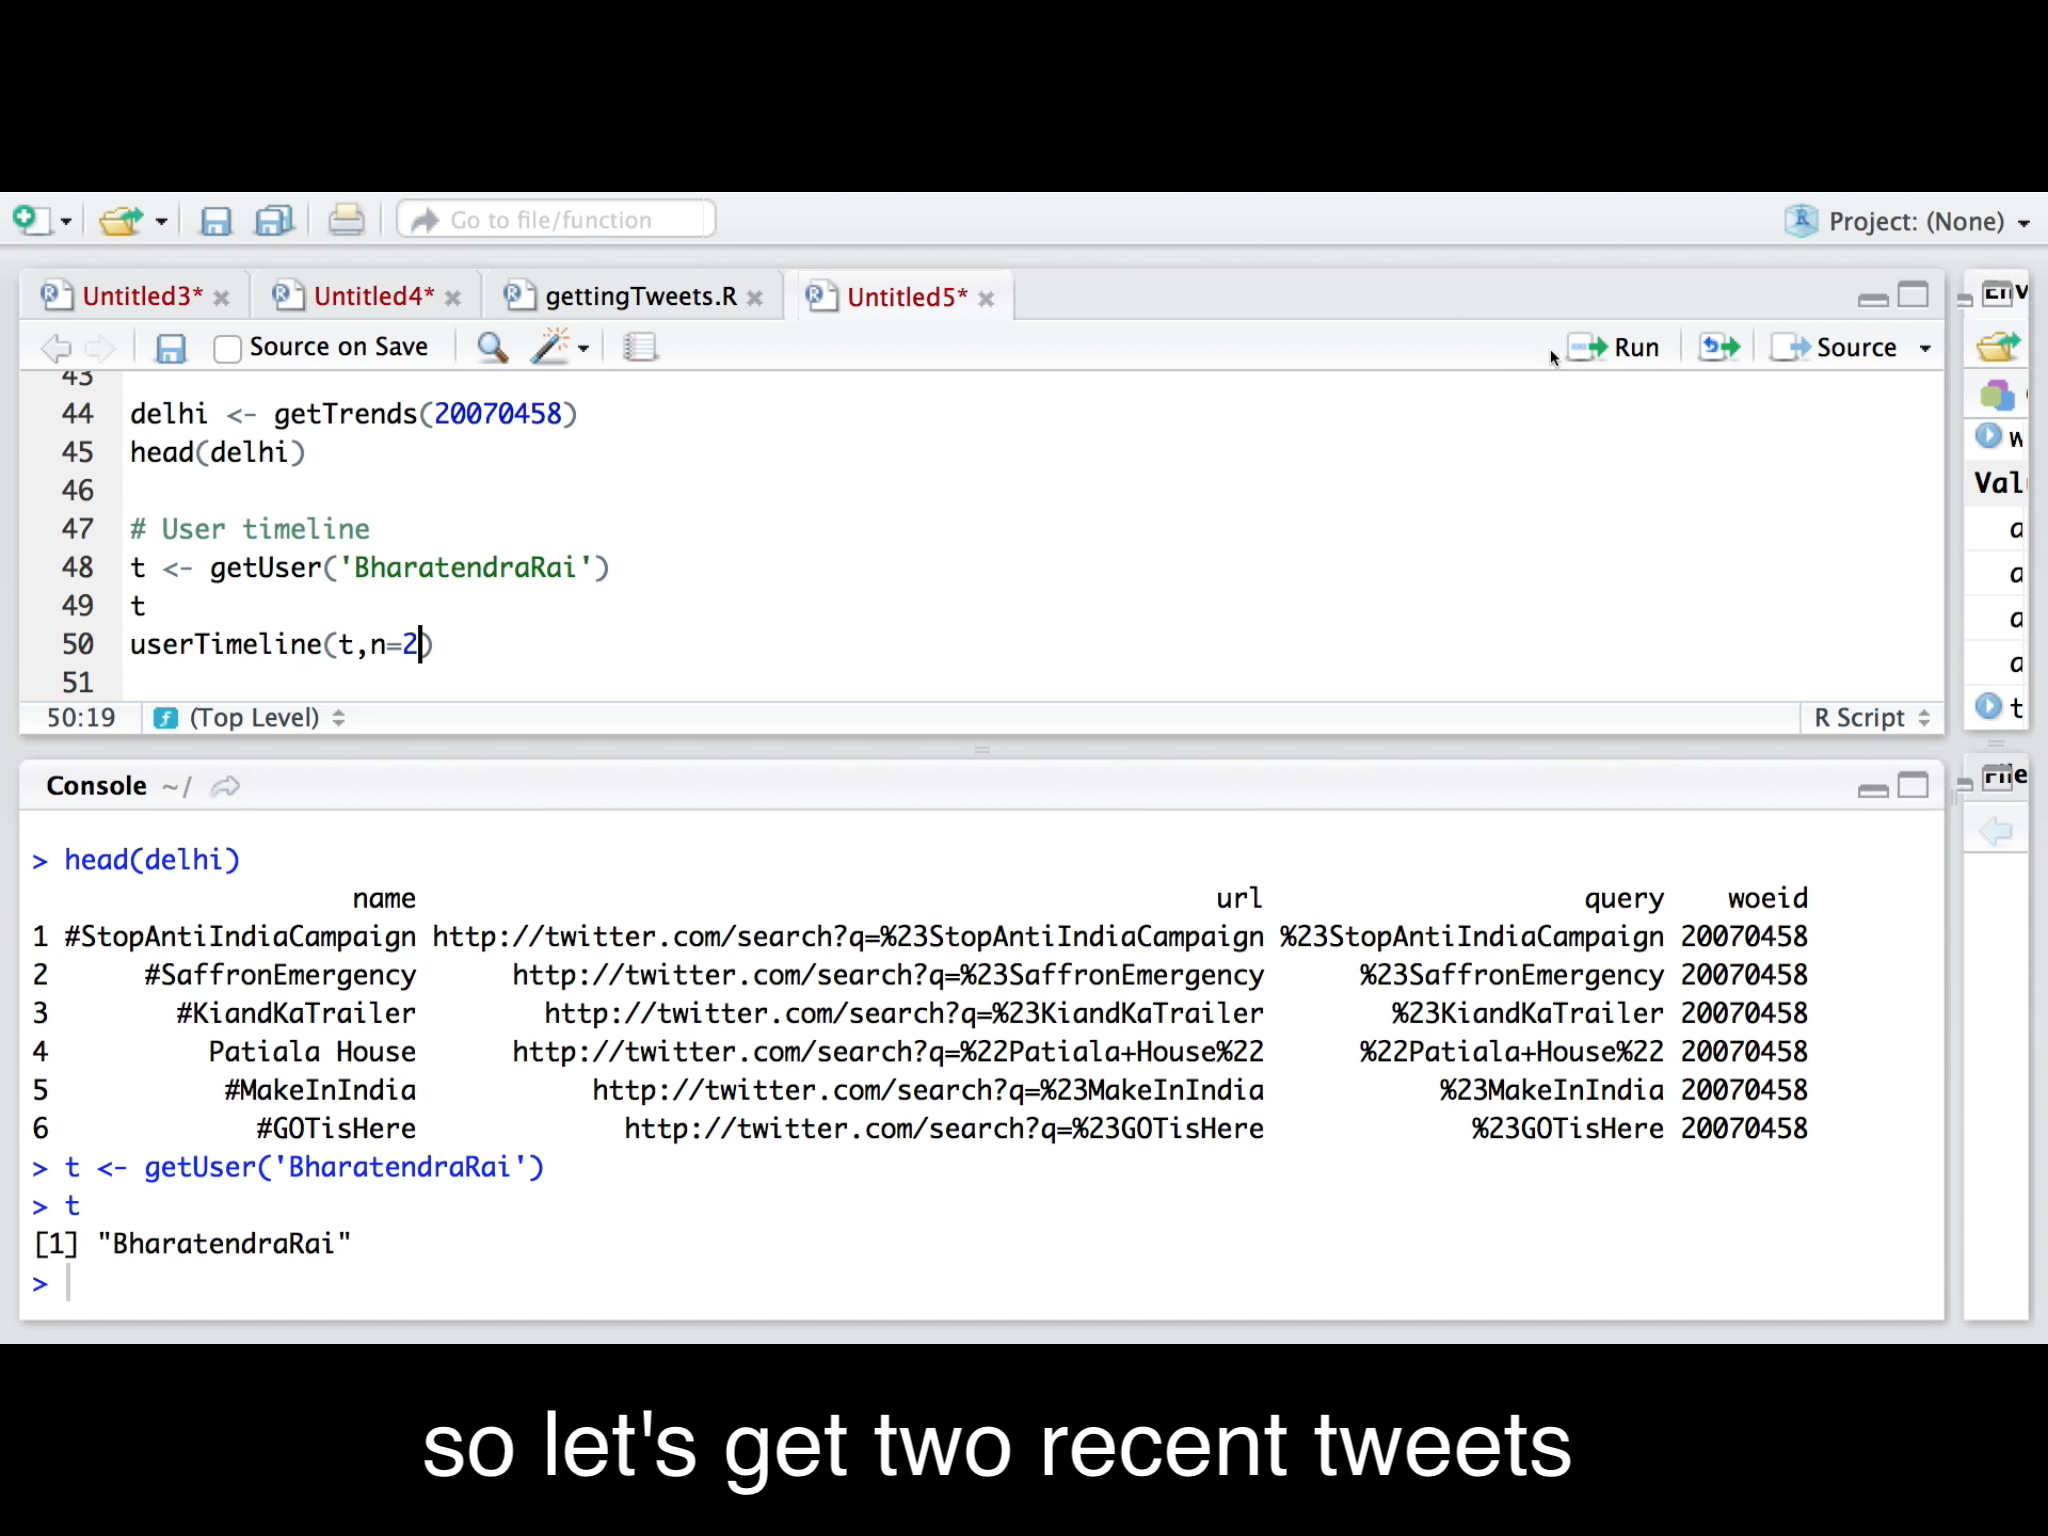 Go to file/function
Project: (None)
Untitled3*
Untitled4*
gettingTweets.R
Untitled5*
Source on Save
Run
Source
43
44 delhi <- getTrends(20070458)
45 head(delhi)
46
47 # User timeline
48 t <- getUser('BharatendraRai')
49 t
50 userTimeline(t,n=2)
51
50:19 (Top Level) R Script
Val
a
a
a
a
t
Console ~/
> head(delhi)
name url query woeid
1 #StopAntiIndiaCampaign http://twitter.com/search?q=%23StopAntiIndiaCampaign %23StopAntiIndiaCampaign 20070458
2 #SaffronEmergency http://twitter.com/search?q=%23SaffronEmergency %23SaffronEmergency 20070458
3 #KiandKaTrailer http://twitter.com/search?q=%23KiandKaTrailer %23KiandKaTrailer 20070458
4 Patiala House http://twitter.com/search?q=%22Patiala+House%22 %22Patiala+House%22 20070458
5 #MakeInIndia http://twitter.com/search?q=%23MakeInIndia %23MakeInIndia 20070458
6 #GOTisHere http://twitter.com/search?q=%23GOTisHere %23GOTisHere 20070458
> t <- getUser('BharatendraRai')
> t
[1] "BharatendraRai"
>
so let's get two recent tweets